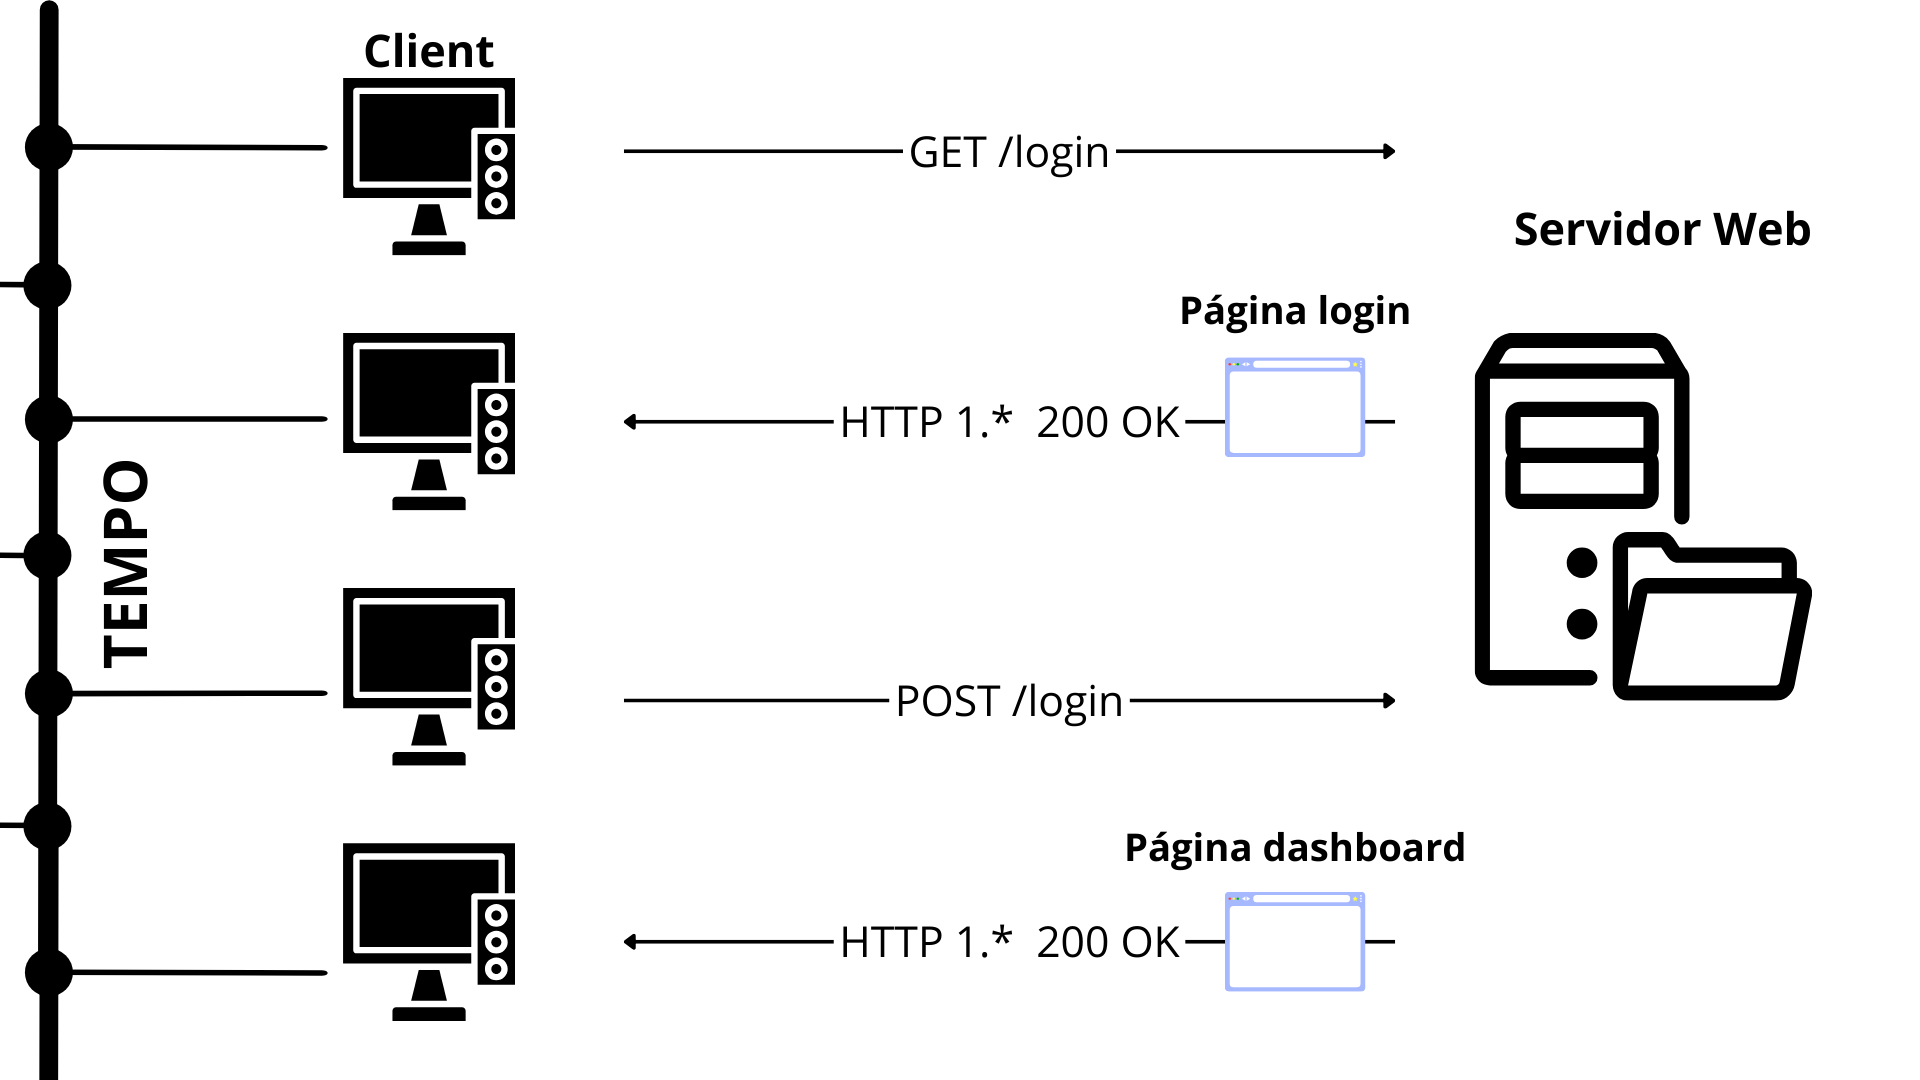 Client
GET /login
Servidor Web
Página login
HTTP 1.*  200 OK
TEMPO
POST /login
Página dashboard
HTTP 1.*  200 OK